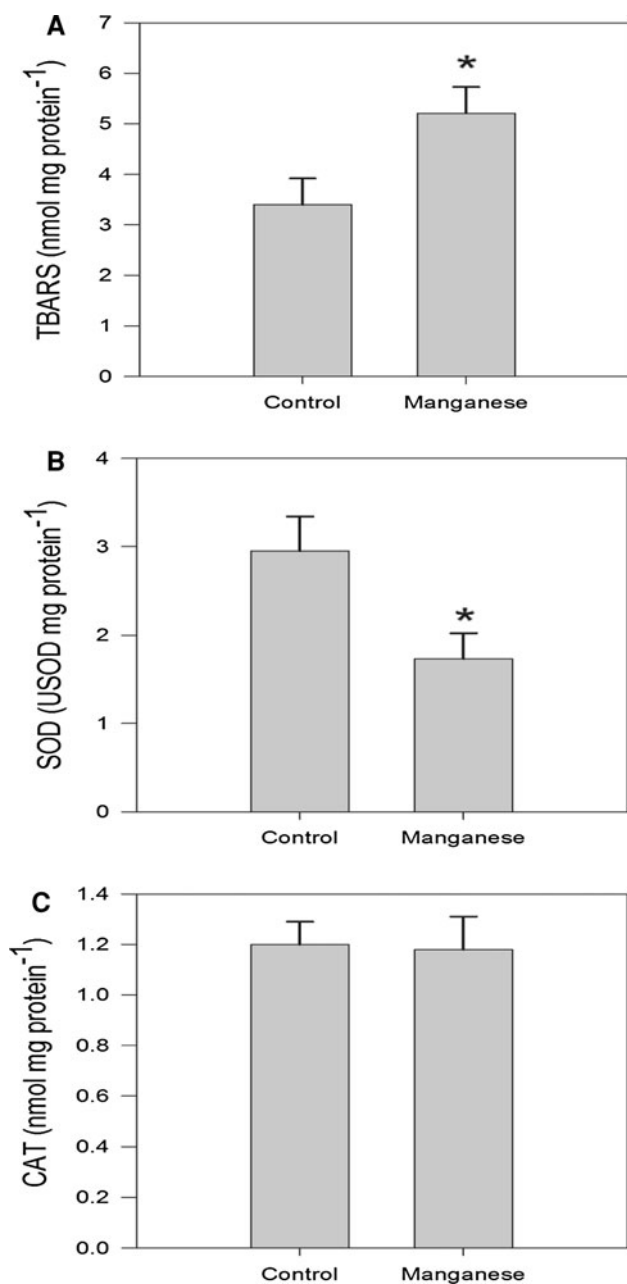 A
TBARS (nmol mg protein⁻¹)
7
6
5
4
3
2
1
0
*
Control Manganese
B
SOD (USOD mg protein⁻¹)
4
3
2
1
0
*
Control Manganese
C
CAT (nmol mg protein⁻¹)
1.4
1.2
1.0
0.8
0.6
0.4
0.2
0.0
Control Manganese